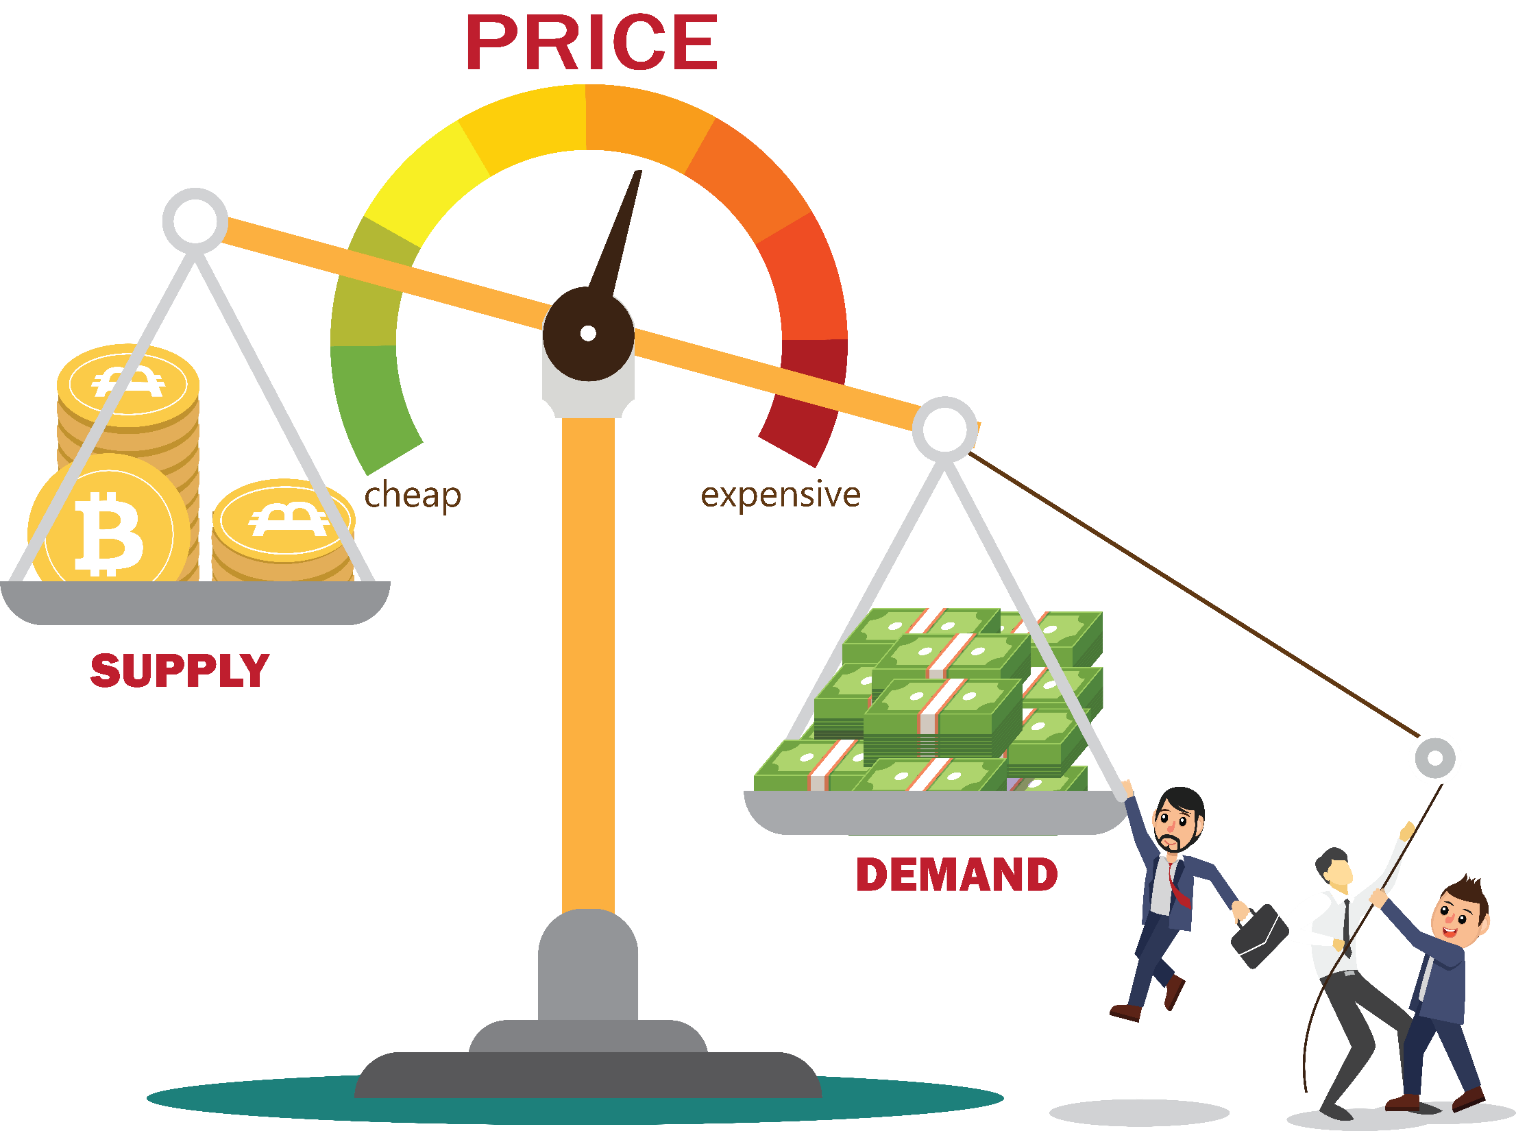 PRICE
cheap
expensive
SUPPLY
DEMAND